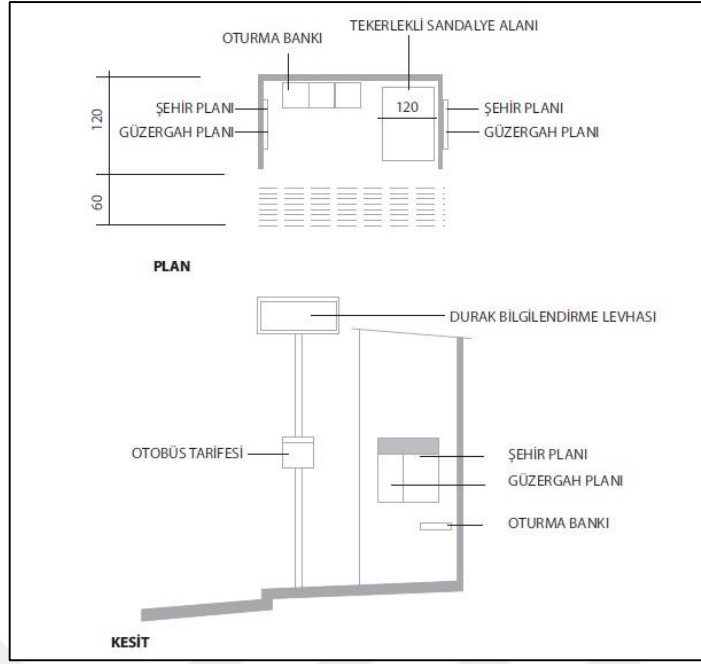 TEKERLEKLİ SANDALYE ALANI
OTURMA BANKI
ŞEHİR PLANI
GÜZERGAH PLANI
120
120
ŞEHİR PLANI
GÜZERGAH PLANI
60
PLAN
DURAK BİLGİLENDİRME LEVHASI
OTOBÜS TARİFESİ
ŞEHİR PLANI
GÜZERGAH PLANI
OTURMA BANKI
KESİT